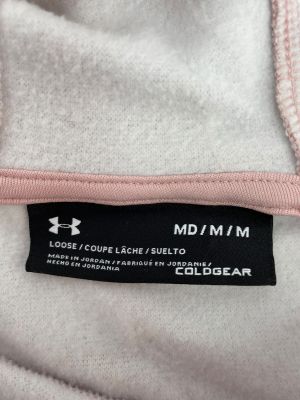 MD/M/M
LOOSE/COUPE LÂCHE/SUELTO
MADE IN JORDAN/FABRIQUÉ EN JORDANIE/
HECHO EN JORDANIA
COLDGEAR